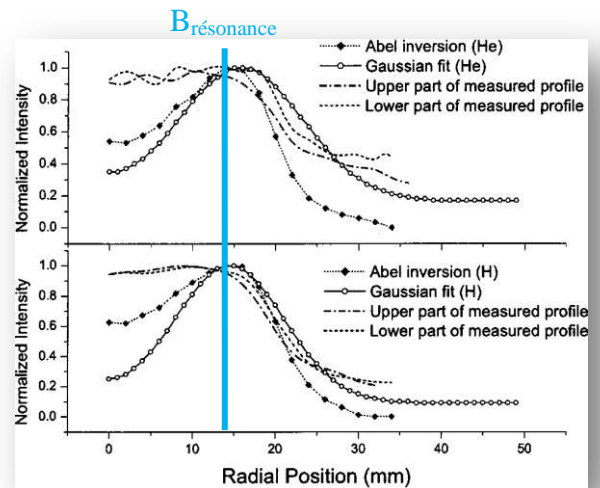 Brésonance
Abel inversion (He)
Gaussian fit (He)
Upper part of measured profile
Lower part of measured profile
Normalized Intensity
1.0
0.8
0.6
0.4
0.2
0.0
Abel inversion (H)
Gaussian fit (H)
Upper part of measured profile
Lower part of measured profile
Normalized Intensity
1.0
0.8
0.6
0.4
0.2
0.0
0 10 20 30 40 50
Radial Position (mm)